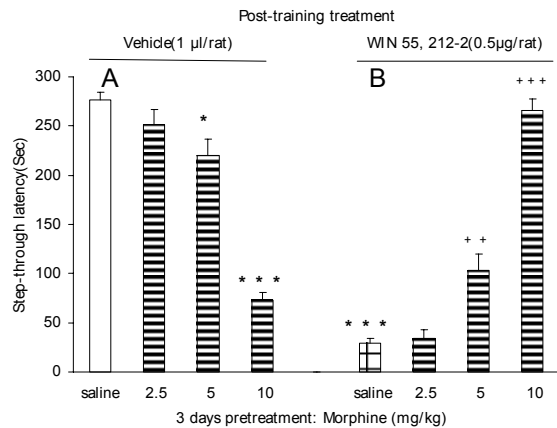 Post-training treatment
Vehicle(1 µl/rat) WIN 55, 212-2(0.5µg/rat)
A B
Step-through latency(Sec)
300
250
200
150
100
50
0
*
* * *
* * *
+ +
+ + +
saline 2.5 5 10 saline 2.5 5 10
3 days pretreatment: Morphine (mg/kg)